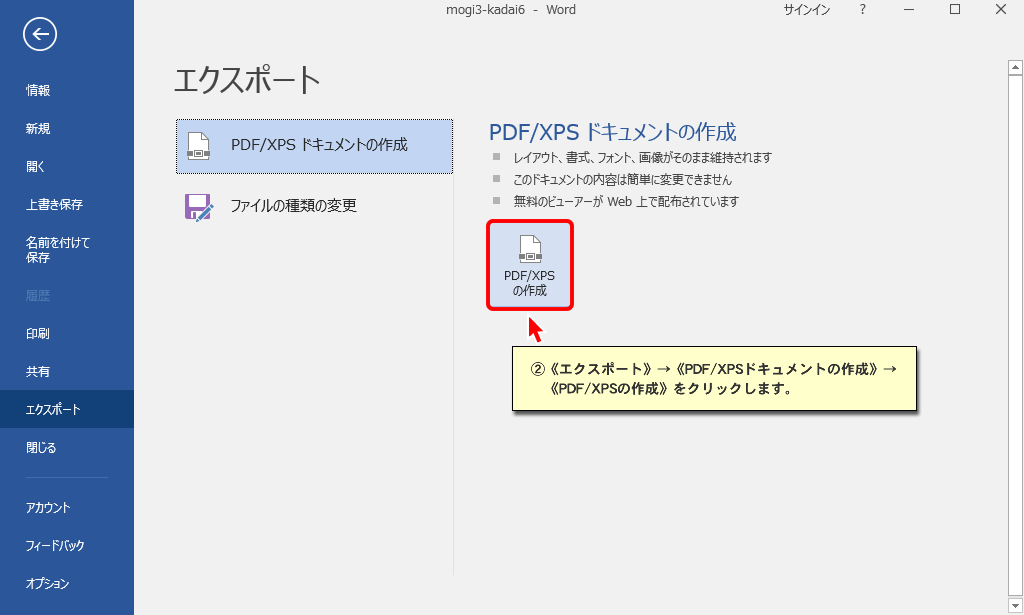 mogi3-kadai6 - Word
サインイン
?
情報
新規
開く
上書き保存
名前を付けて
保存
履歴
印刷
共有
エクスポート
閉じる
アカウント
フィードバック
オプション
エクスポート
PDF/XPS ドキュメントの作成
ファイルの種類の変更
PDF/XPS ドキュメントの作成
レイアウト、書式、フォント、画像がそのまま維持されます
このドキュメントの内容は簡単に変更できません
無料のビューアーが Web 上で配布されています
PDF/XPS
の作成
②《エクスポート》→《PDF/XPSドキュメントの作成》→
《PDF/XPSの作成》をクリックします。